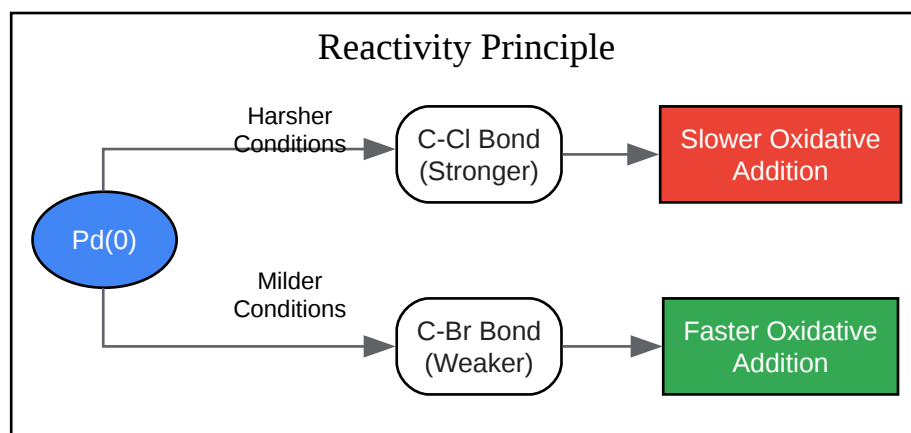 Reactivity Principle
Harsher
Conditions
C-Cl Bond
(Stronger)
Slower Oxidative
Addition
Pd(0)
Milder
Conditions
C-Br Bond
(Weaker)
Faster Oxidative
Addition